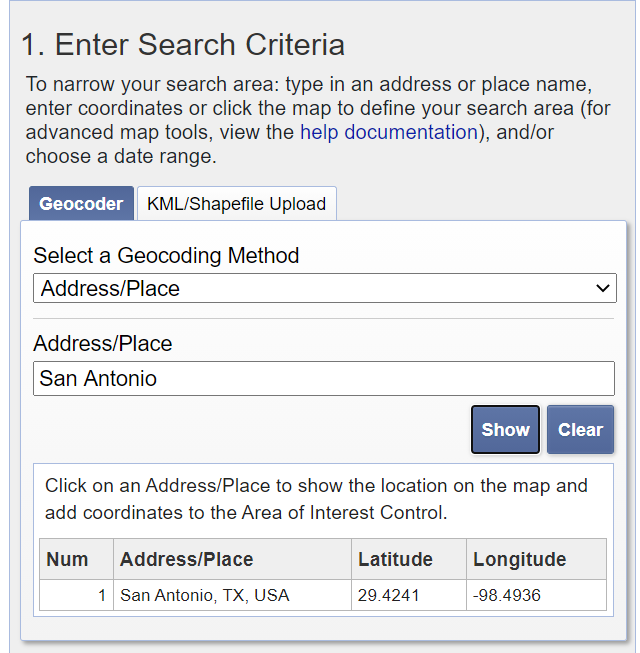 1. Enter Search Criteria
To narrow your search area: type in an address or place name,
enter coordinates or click the map to define your search area (for
advanced map tools, view the help documentation), and/or
choose a date range.
Geocoder KML/Shapefile Upload
Select a Geocoding Method
Address/Place
Address/Place
San Antonio
Show Clear
Click on an Address/Place to show the location on the map and
add coordinates to the Area of Interest Control.
Num Address/Place Latitude Longitude
1 San Antonio, TX, USA 29.4241 -98.4936